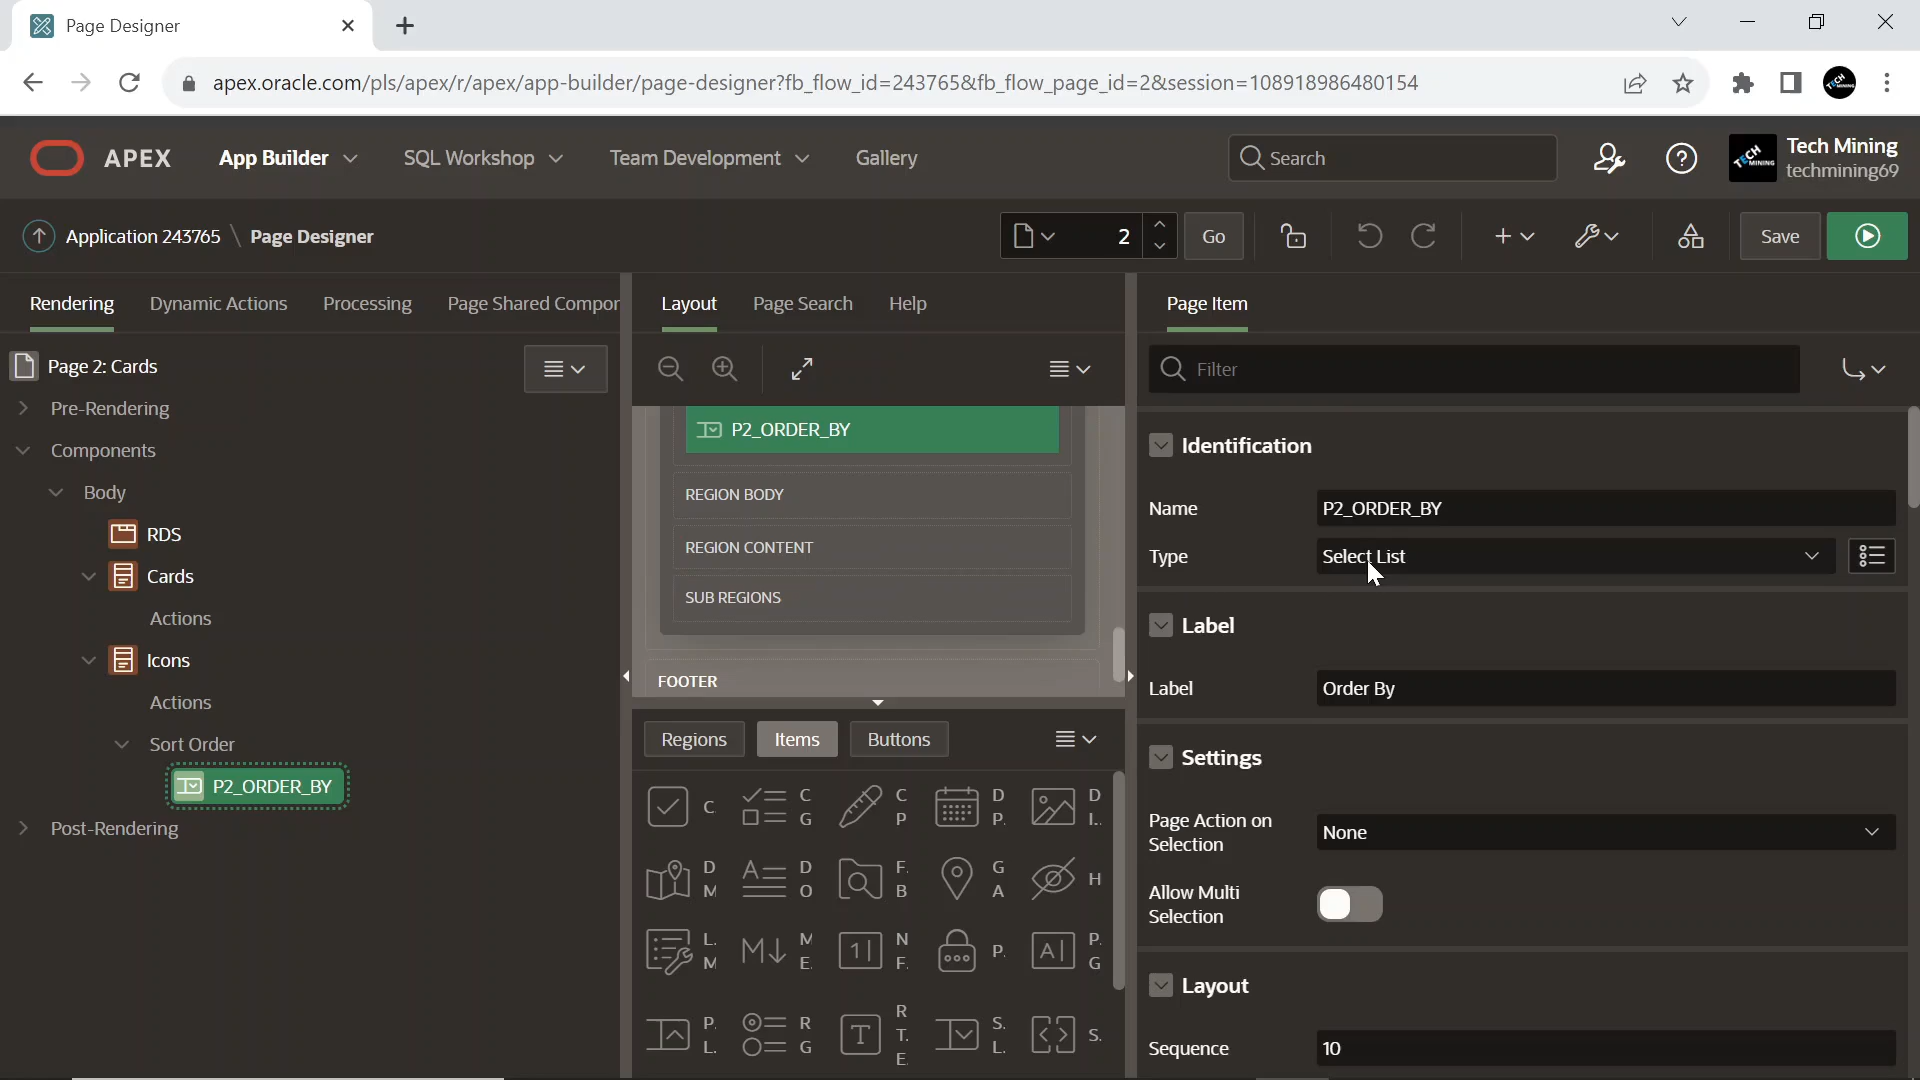 Page Designer
apex.oracle.com/pls/apex/r/apex/app-builder/page-designer?fb_flow_id=243765&fb_flow_page_id=2&session=108918986480154
APEX App Builder SQL Workshop Team Development Gallery Search Tech Mining
techmining69
Application 243765 \ Page Designer 2 Go Save
Rendering Dynamic Actions Processing Page Shared Compor Layout Page Search Help Page Item
Page 2: Cards
Filter
Pre-Rendering
Components
Body
RDS
Cards
Actions
Icons
Actions
Sort Order
P2_ORDER_BY
Post-Rendering
P2_ORDER_BY
REGION BODY
REGION CONTENT
SUB REGIONS
FOOTER
Regions Items Buttons
C. C G C P D P. D I..
D M D O F. B G A H
L. M M E. N F. P. P. G
P. L. R G R T. E. S. L. S.
Identification
Name P2_ORDER_BY
Type Select List
Label
Label Order By
Settings
Page Action on
Selection None
Allow Multi
Selection
Layout
Sequence 10